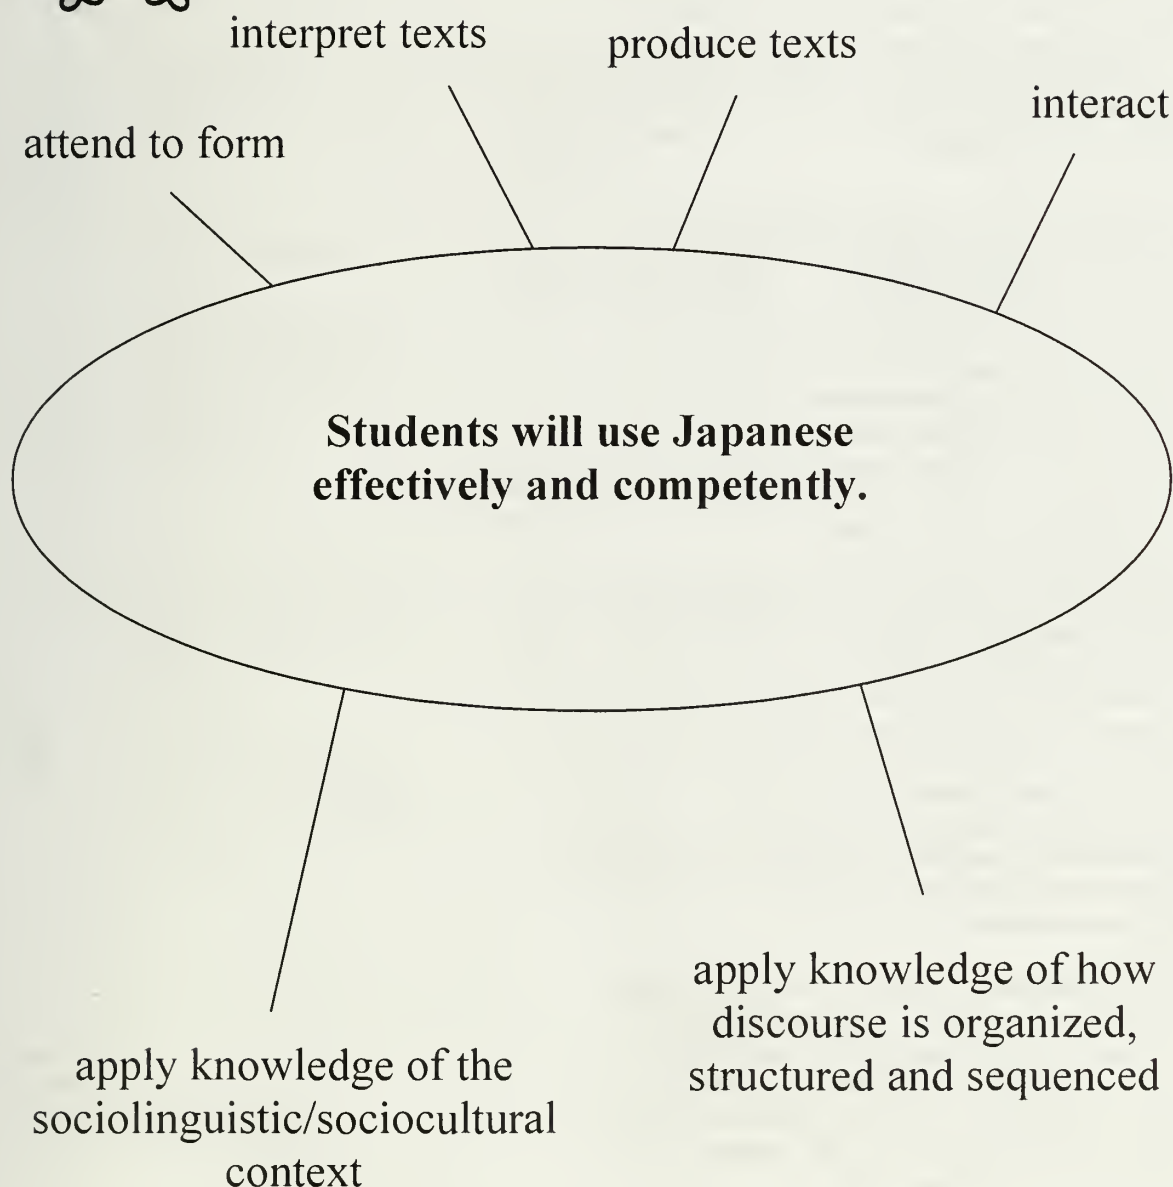 interpret texts
produce texts
interact
attend to form
Students will use Japanese
effectively and competently.
apply knowledge of how
discourse is organized,
structured and sequenced
apply knowledge of the
sociolinguistic/sociocultural
context